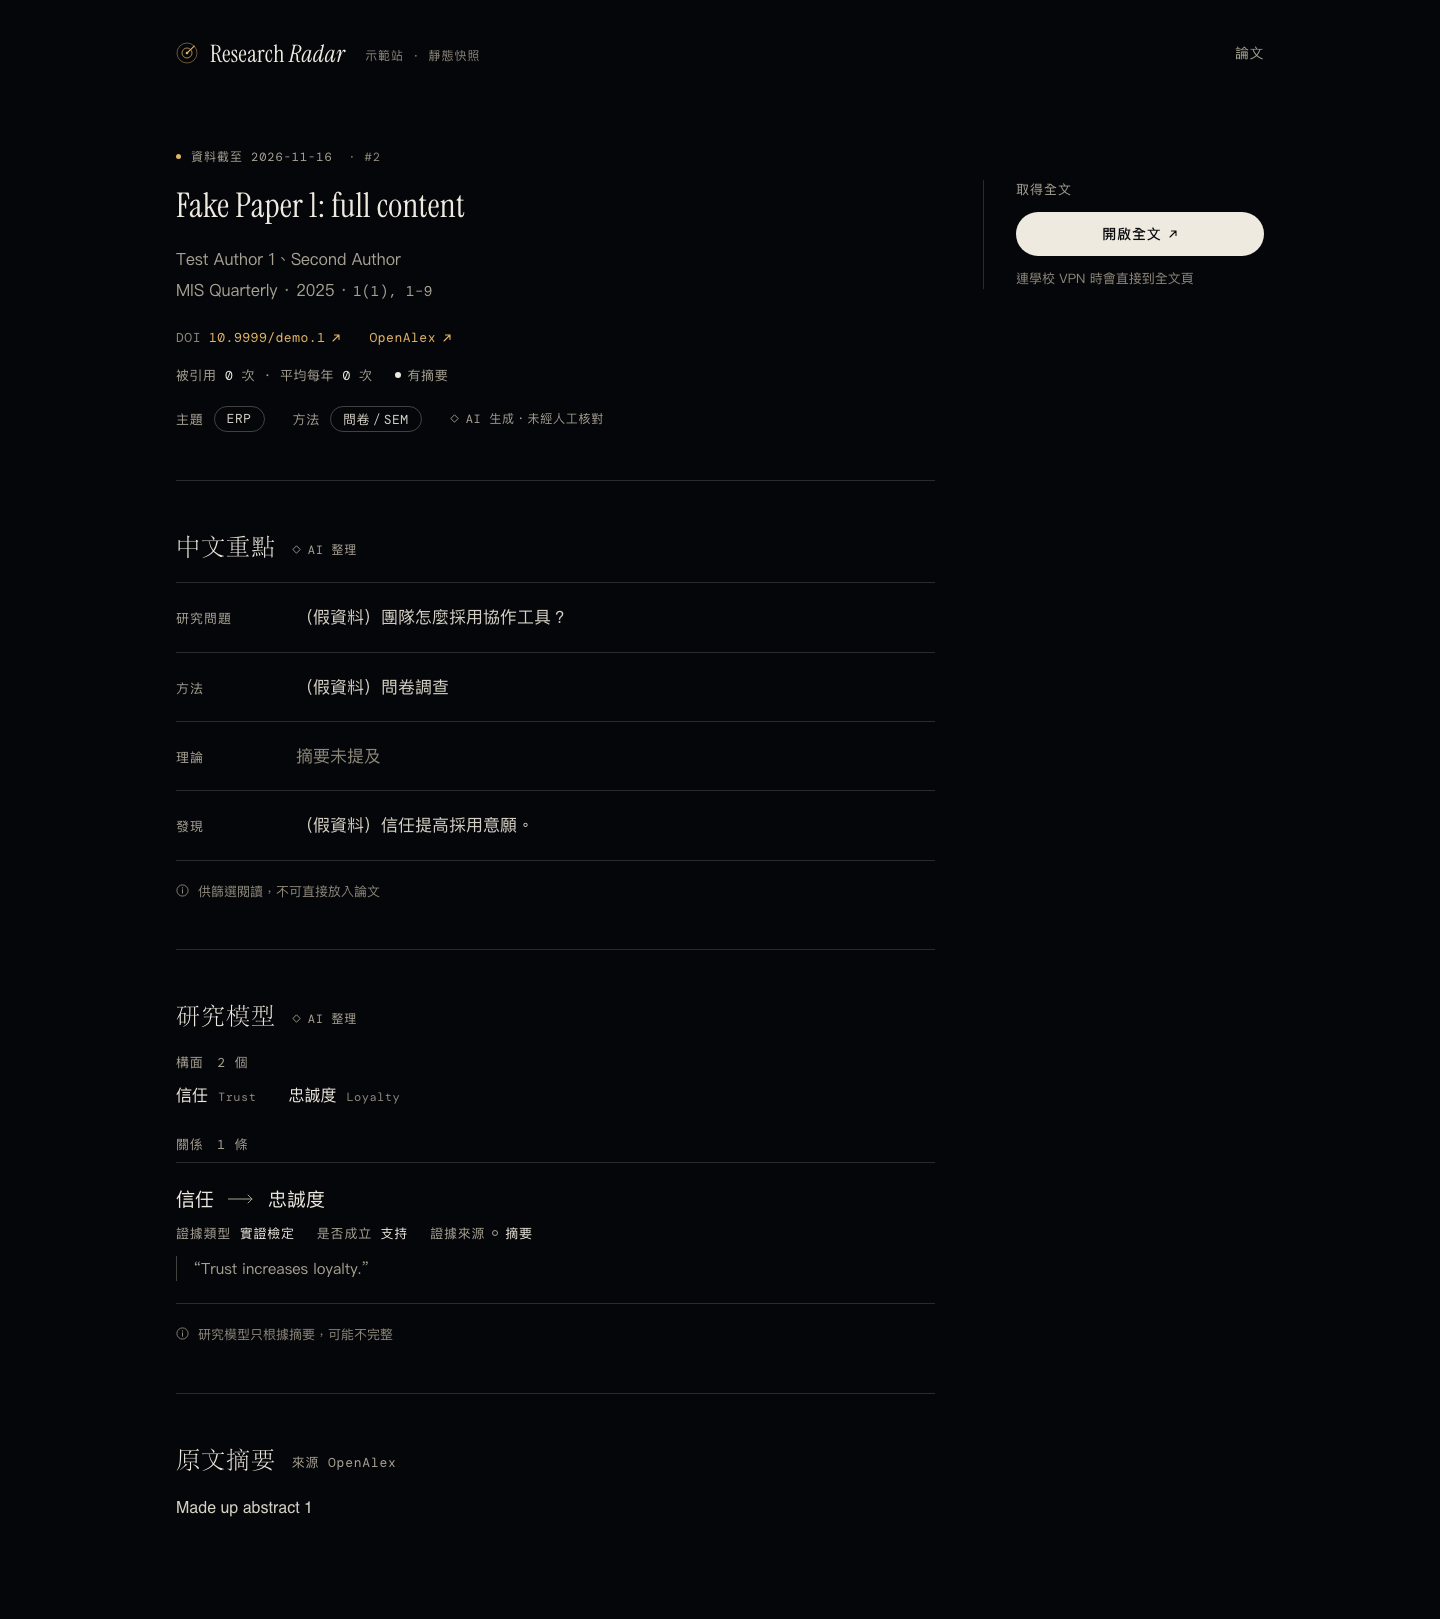 Research Radar 示範站 · 靜態快照
論文
資料截至 2026-11-16 · #2
Fake Paper 1: full content
Test Author 1、Second Author
MIS Quarterly · 2025 · 1(1), 1–9
DOI 10.9999/demo.1 ↗ OpenAlex ↗
被引用 0 次 · 平均每年 0 次 有摘要
主題 ERP 方法 問卷 / SEM ◇ AI 生成 · 未經人工核對
取得全文
開啟全文 ↗
連學校 VPN 時會直接到全文頁
中文重點 ◇ AI 整理
研究問題 （假資料）團隊怎麼採用協作工具？
方法 （假資料）問卷調查
理論 摘要未提及
發現 （假資料）信任提高採用意願。
供篩選閱讀，不可直接放入論文
研究模型 ◇ AI 整理
構面 2 個
信任 Trust 忠誠度 Loyalty
關係 1 條
信任 → 忠誠度
證據類型 實證檢定 是否成立 支持 證據來源 ○ 摘要
“Trust increases loyalty.”
研究模型只根據摘要，可能不完整
原文摘要 來源 OpenAlex
Made up abstract 1